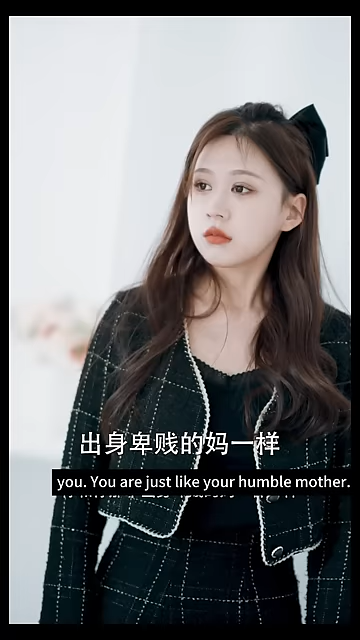 出身卑贱的妈一样
you. You are just like your humble mother.